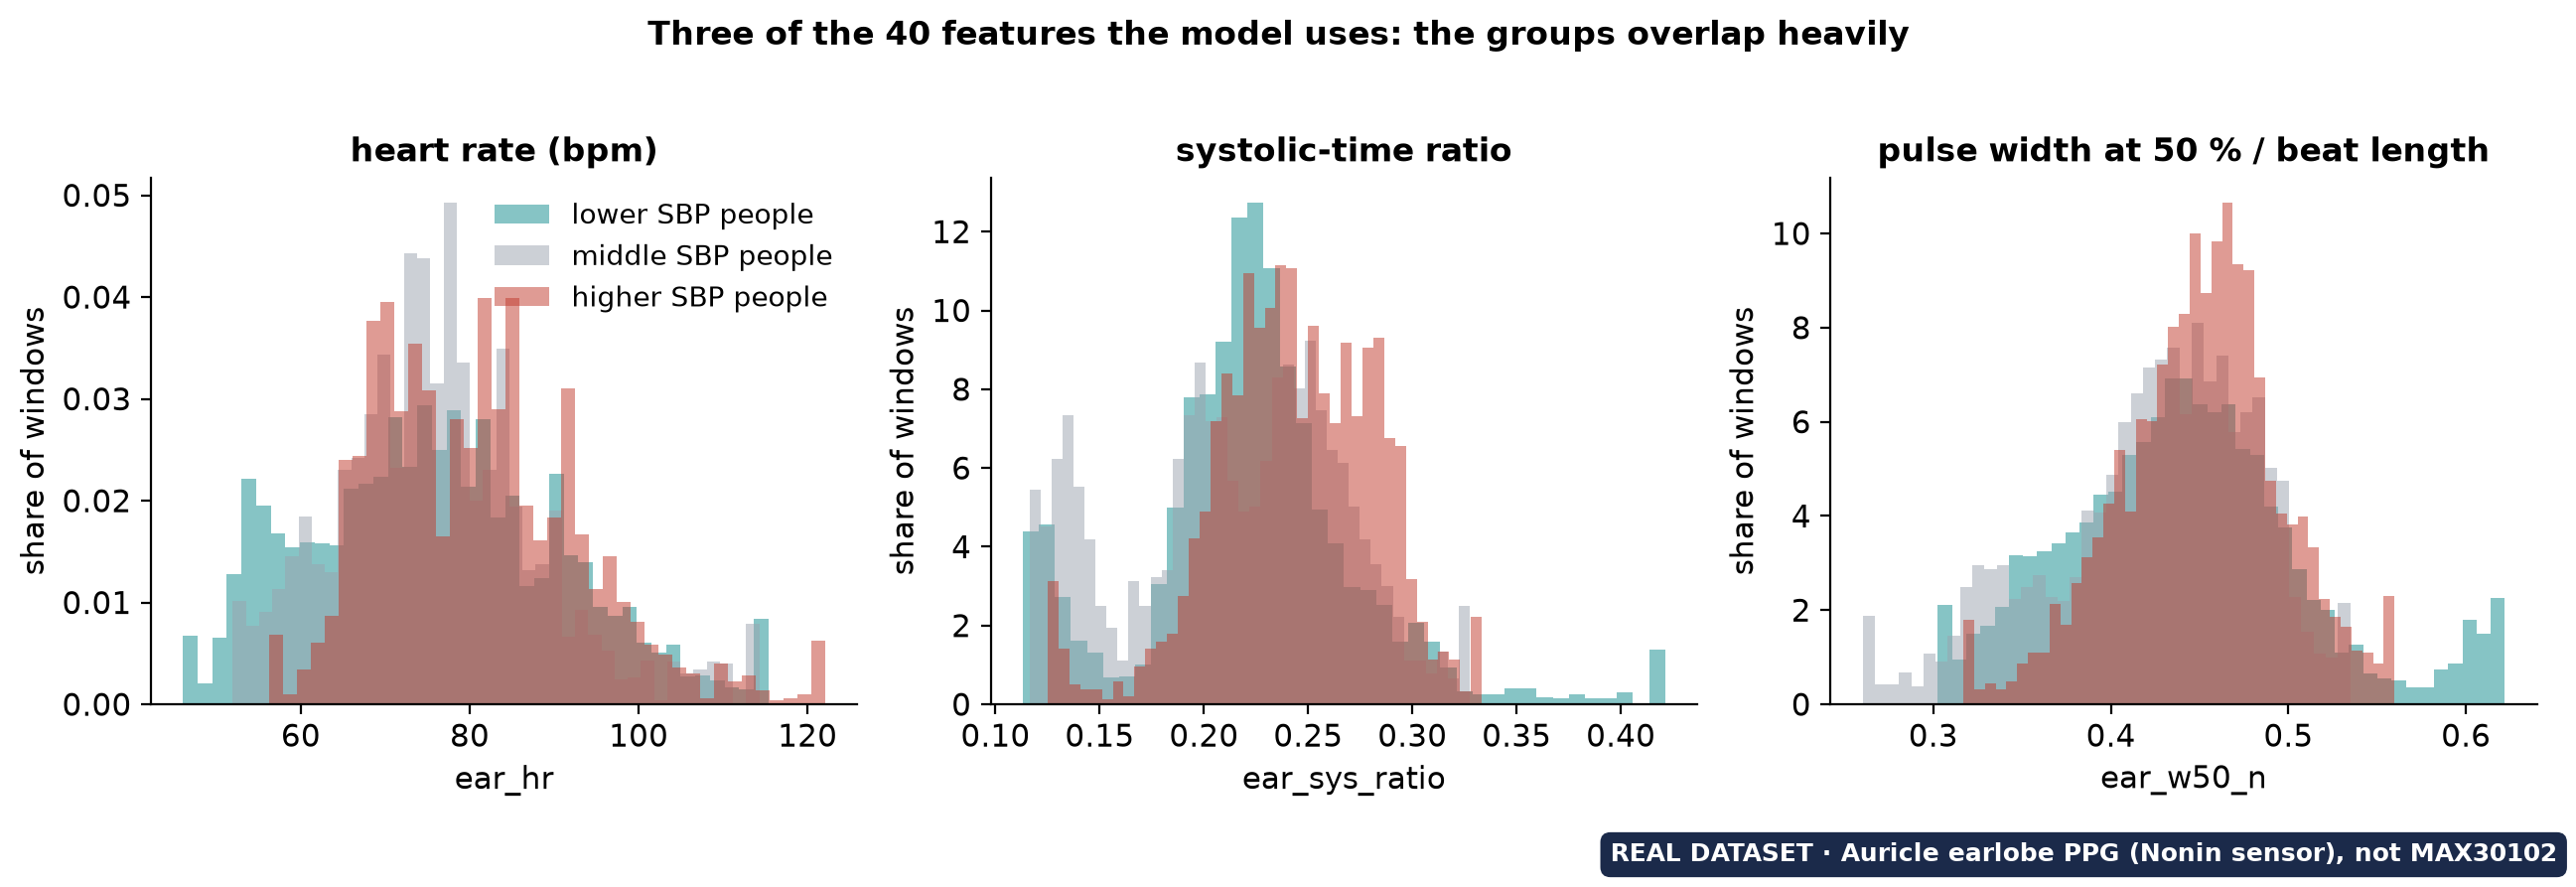 Three of the 40 features the model uses: the groups overlap heavily
heart rate (bpm)
0.05
0.04
0.03
0.02
0.01
0.00
share of windows
lower SBP people
middle SBP people
higher SBP people
60 80 100 120
ear_hr
systolic-time ratio
12
10
8
6
4
2
0
share of windows
0.10 0.15 0.20 0.25 0.30 0.35 0.40
ear_sys_ratio
pulse width at 50 % / beat length
10
8
6
4
2
0
share of windows
0.3 0.4 0.5 0.6
ear_w50_n
REAL DATASET · Auricle earlobe PPG (Nonin sensor), not MAX30102